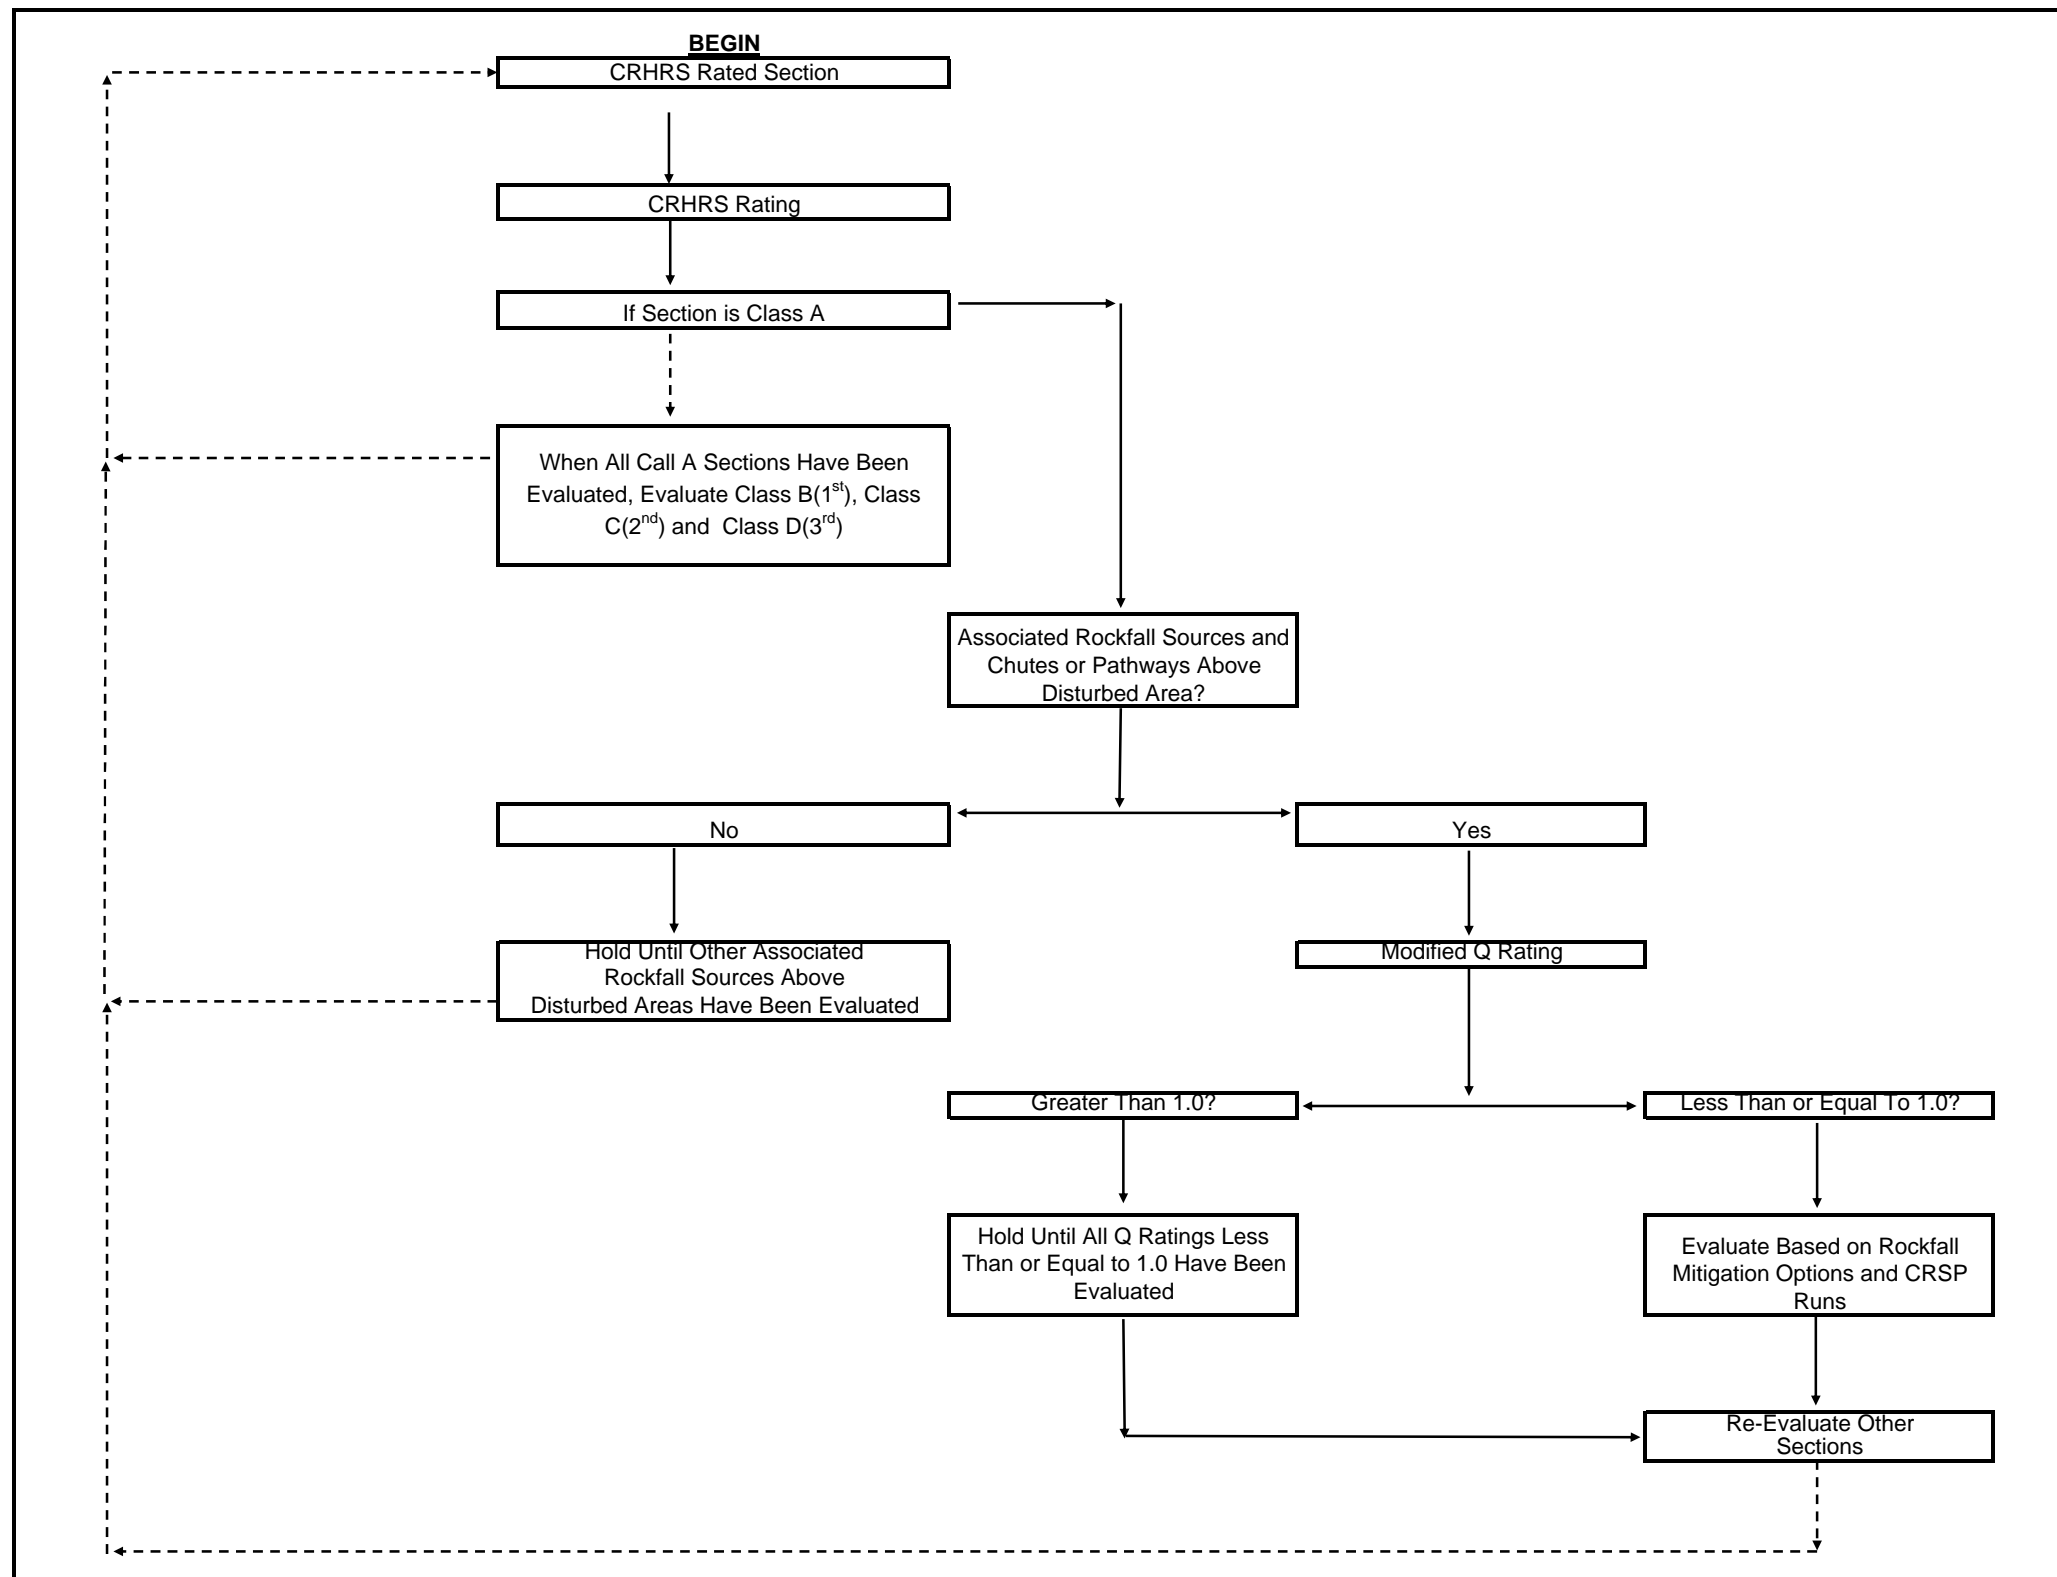 BEGIN
CRHRS Rated Section
CRHRS Rating
If Section is Class A
When All Call A Sections Have Been
Evaluated, Evaluate Class B(1st), Class
C(2nd) and  Class D(3rd)
Associated Rockfall Sources and
Chutes or Pathways Above
Disturbed Area?
No
Yes
Hold Until Other Associated
Rockfall Sources Above
Disturbed Areas Have Been Evaluated
Modified Q Rating
Greater Than 1.0?
Less Than or Equal To 1.0?
Hold Until All Q Ratings Less
Than or Equal to 1.0 Have Been
Evaluated
Evaluate Based on Rockfall
Mitigation Options and CRSP
Runs
Re-Evaluate Other
Sections